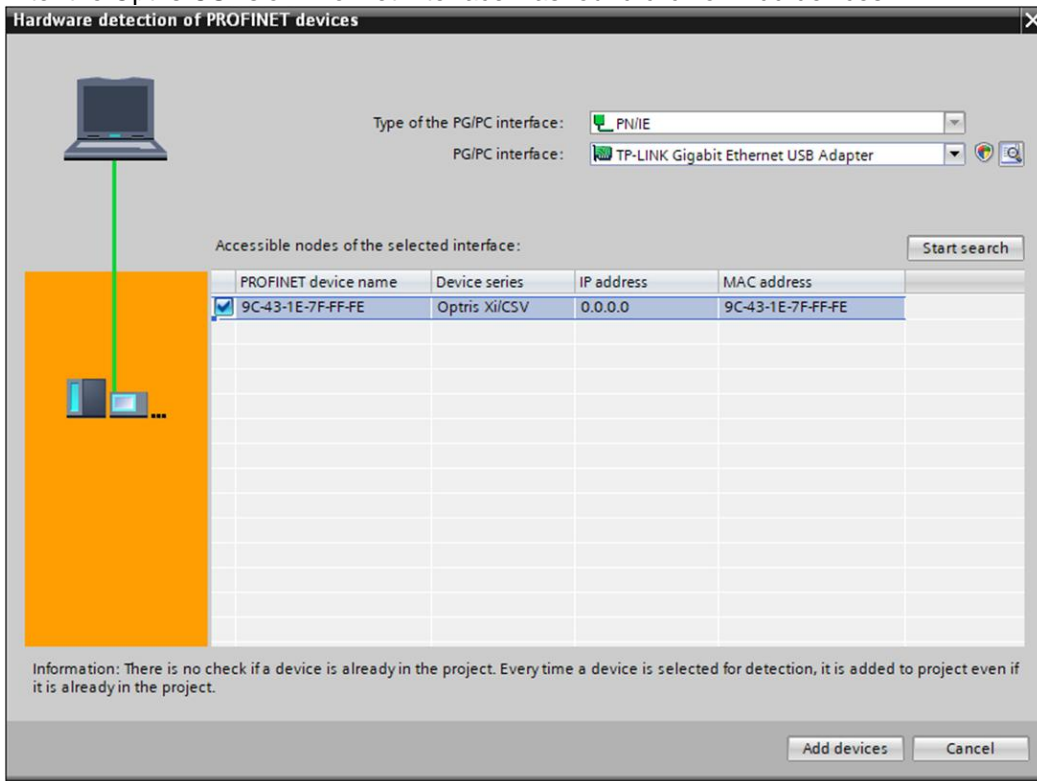 Hardware detection of PROFINET devices
Type of the PG/PC interface: PN/IE
PG/PC interface: TP-LINK Gigabit Ethernet USB Adapter
Accessible nodes of the selected interface:
Start search
PROFINET device name Device series IP address MAC address
9C-43-1E-7F-FF-FE Optris Xi/CSV 0.0.0.0 9C-43-1E-7F-FF-FE
Information: There is no check if a device is already in the project. Every time a device is selected for detection, it is added to project even if
it is already in the project.
Add devices Cancel